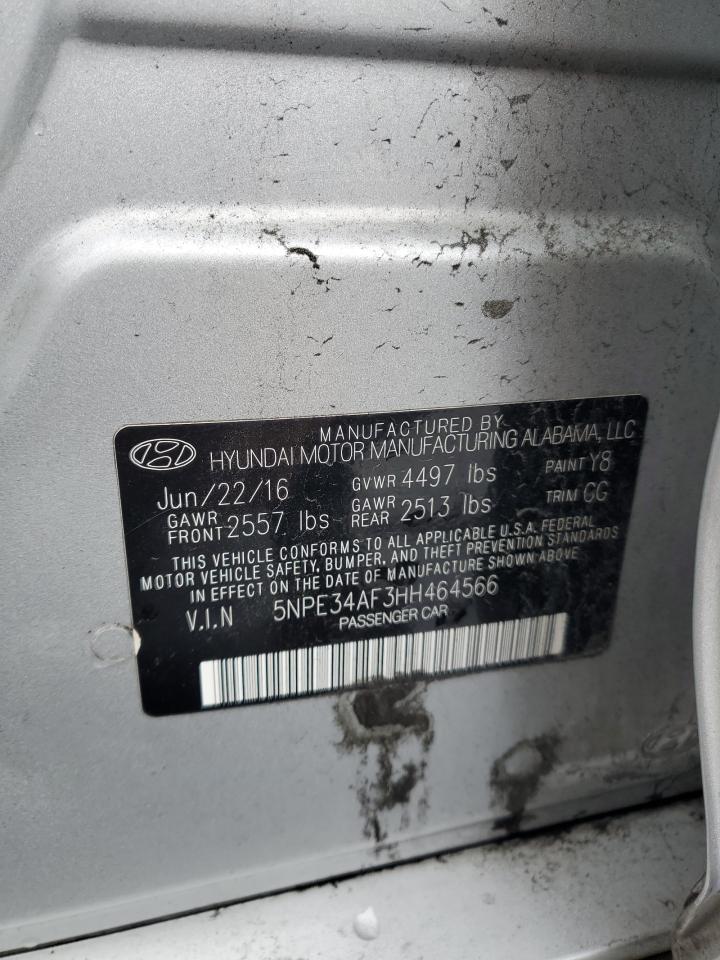 MANUFACTURED BY
HYUNDAI MOTOR MANUFACTURING ALABAMA, LLC
Jun/22/16 GVWR 4497 lbs PAINT Y8
GAWR FRONT 2557 lbs GAWR REAR 2513 lbs TRIM CG
THIS VEHICLE CONFORMS TO ALL APPLICABLE U.S.A. FEDERAL
MOTOR VEHICLE SAFETY, BUMPER, AND THEFT PREVENTION STANDARDS
IN EFFECT ON THE DATE OF MANUFACTURE SHOWN ABOVE
V.I.N 5NPE34AF3HH464566
PASSENGER CAR